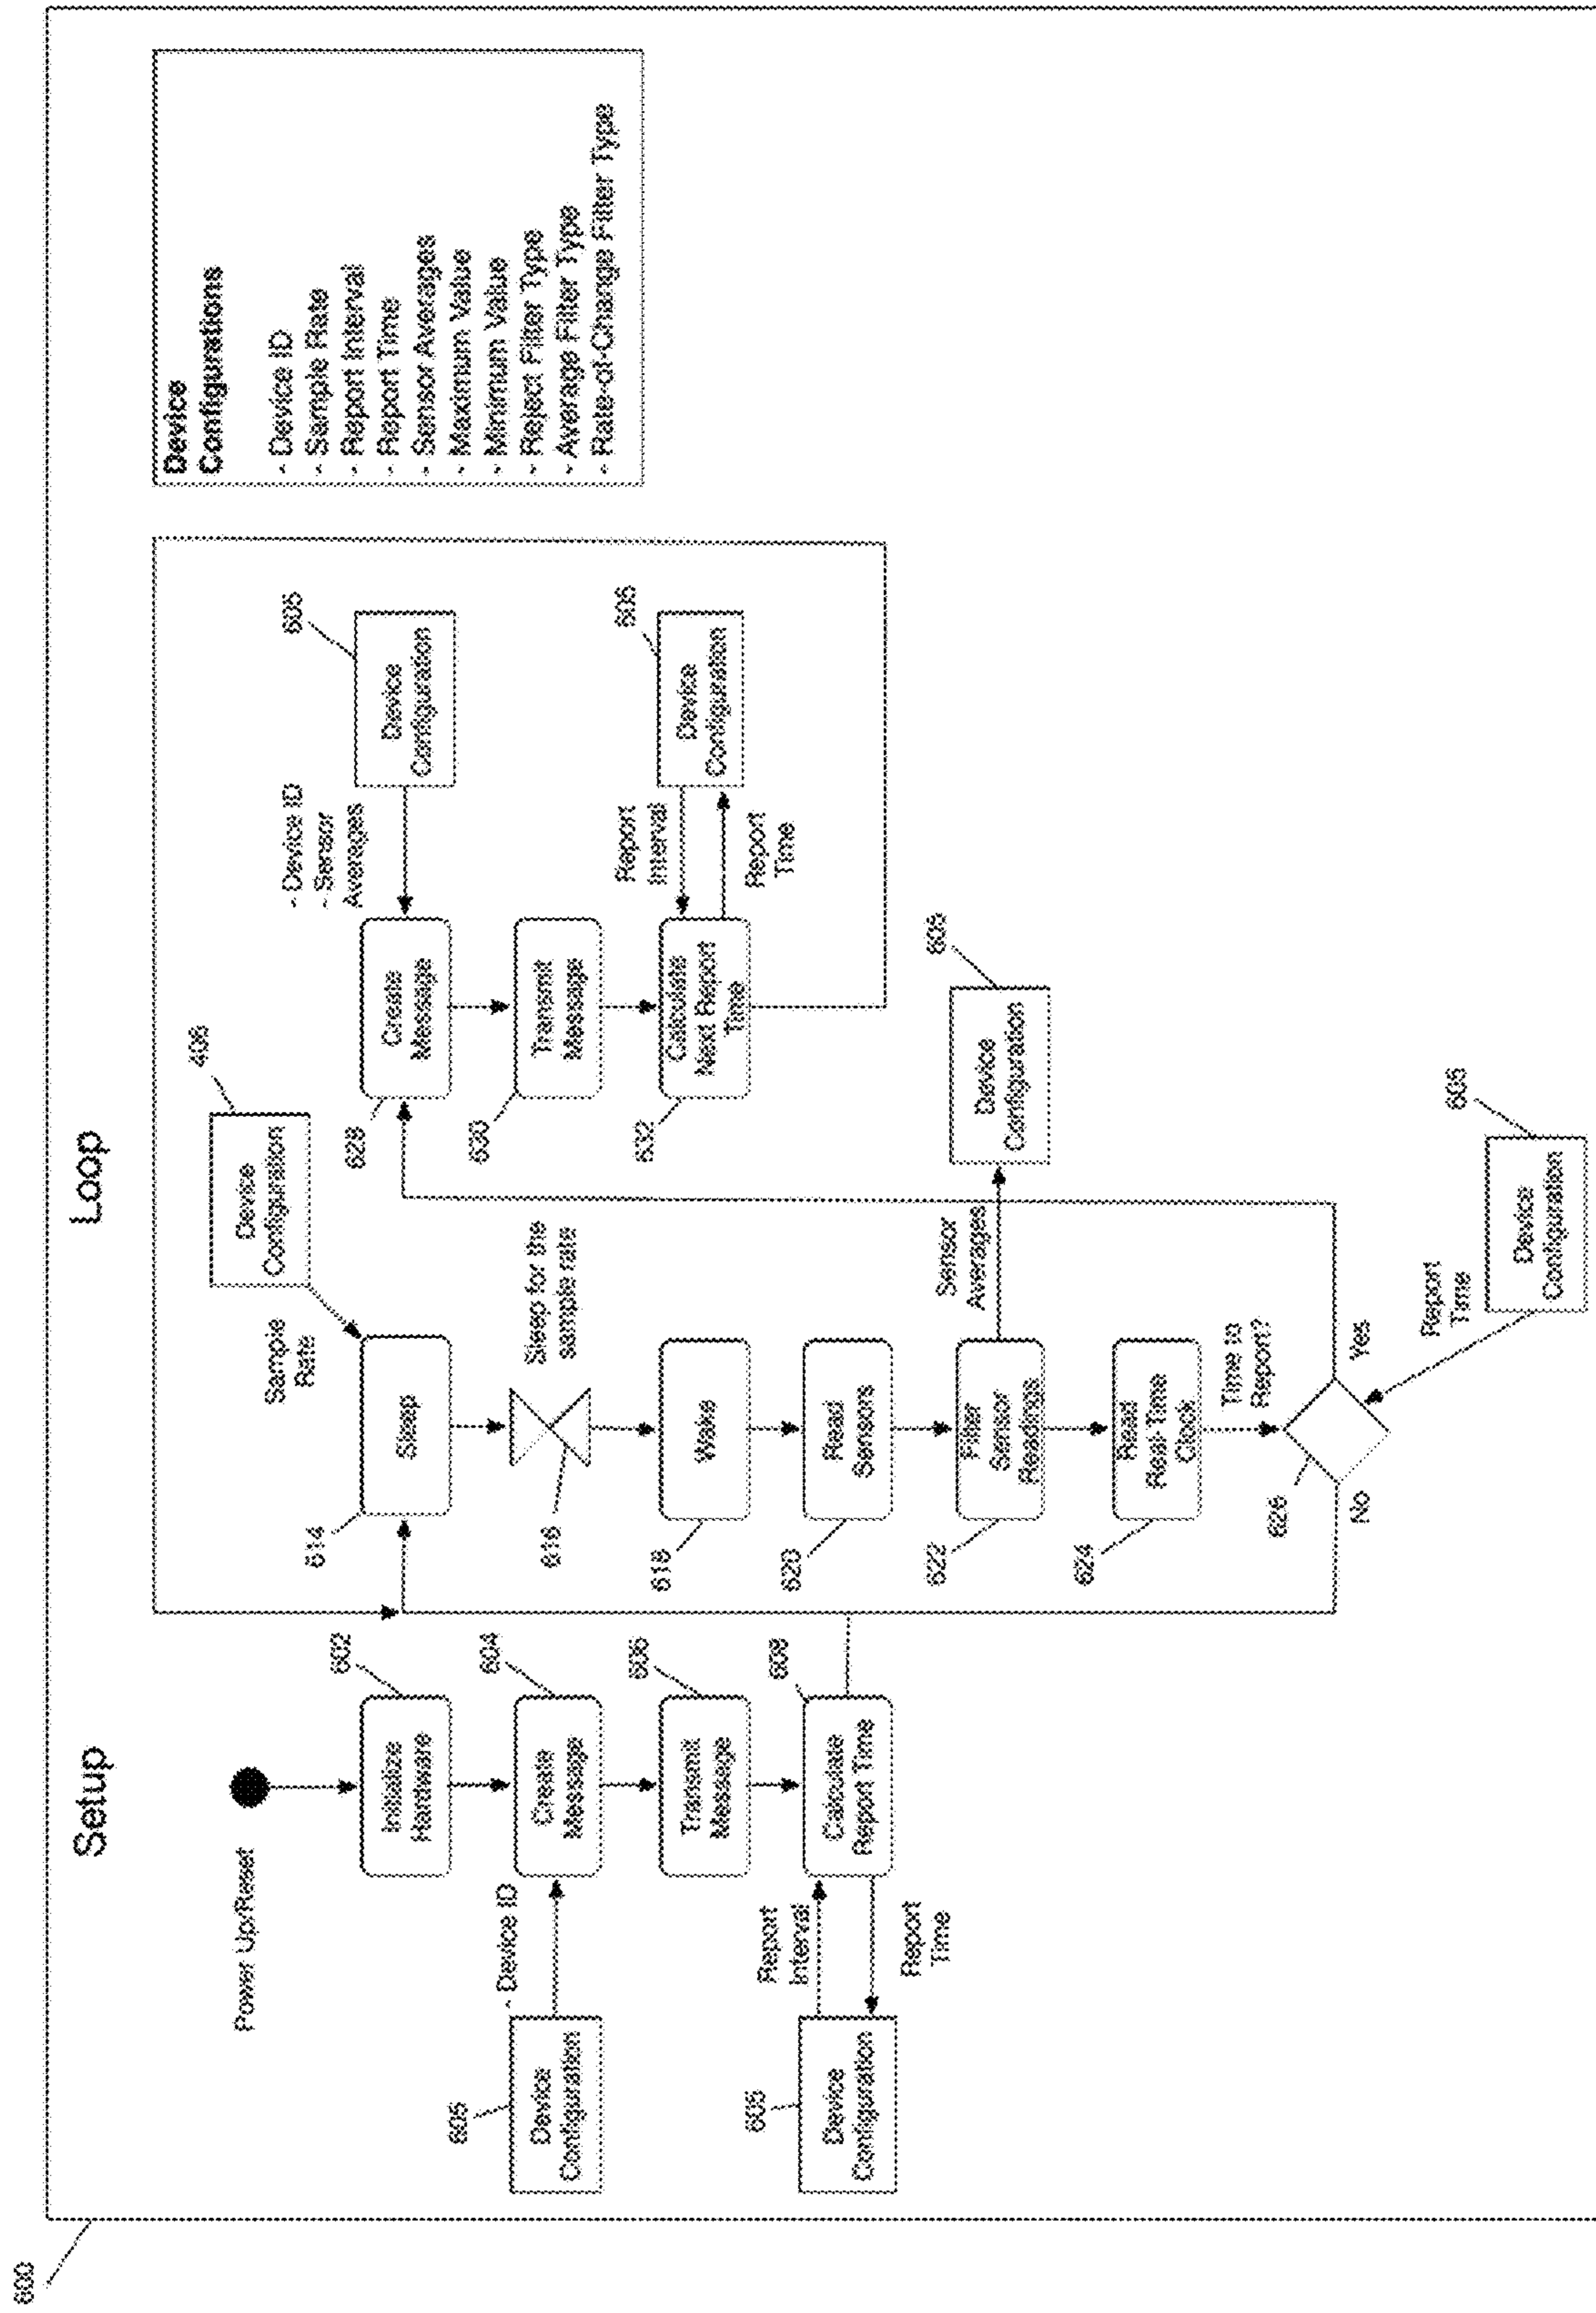 600
Setup
Power Up/Reset
Initialize
Hardware
602
- Device ID
Create
Message
604
605
Device
Configuration
Transmit
Message
606
Report
Interval
Calculate
Report Time
608
605
Device
Configuration
Report
Time
Loop
406
Device
Configuration
Sample
Rate
Sleep
614
Sleep for the
sample rate
616
Wake
618
Read
Sensors
620
Filter
Sensor
Readings
622
Sensor
Averages
605
Device
Configuration
Read
Real-Time
Clock
624
Time to
Report?
626
No
Yes
Report
Time
605
Device
Configuration
- Device ID
- Sensor
Averages
605
Device
Configuration
Create
Message
628
Transmit
Message
630
Calculate
Next Report
Time
632
Report
Interval
Report
Time
605
Device
Configuration
Device
Configurations
- Device ID
- Sample Rate
- Report Interval
- Report Time
- Sensor Averages
- Maximum Value
- Minimum Value
- Reject Filter Type
- Average Filter Type
- Rate-of-Change Filter Type